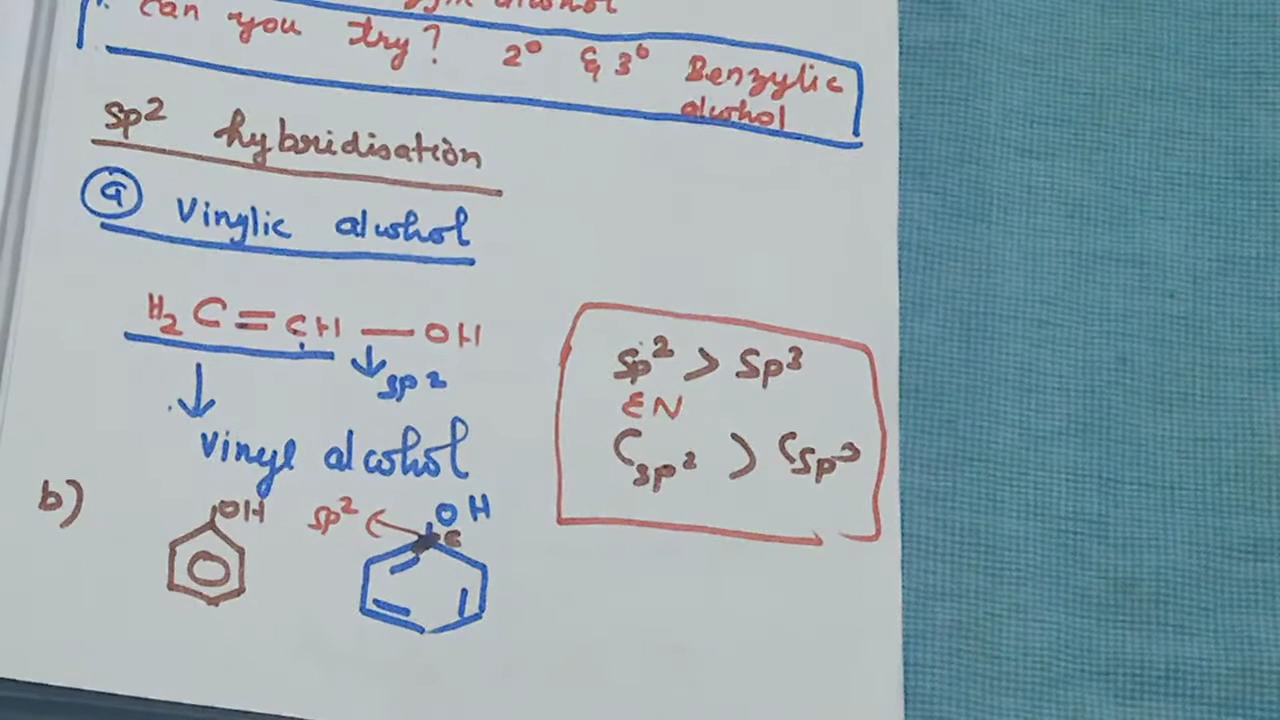 alcohol
can you try? 2° & 3° Benzylic
alcohol
sp2 hybridisation
a vinylic alcohol
H2C=CH—OH
sp2
vinyl alcohol
b)
OH
sp2
OH
c
sp2 > sp3
EN
Csp2 > Csp3